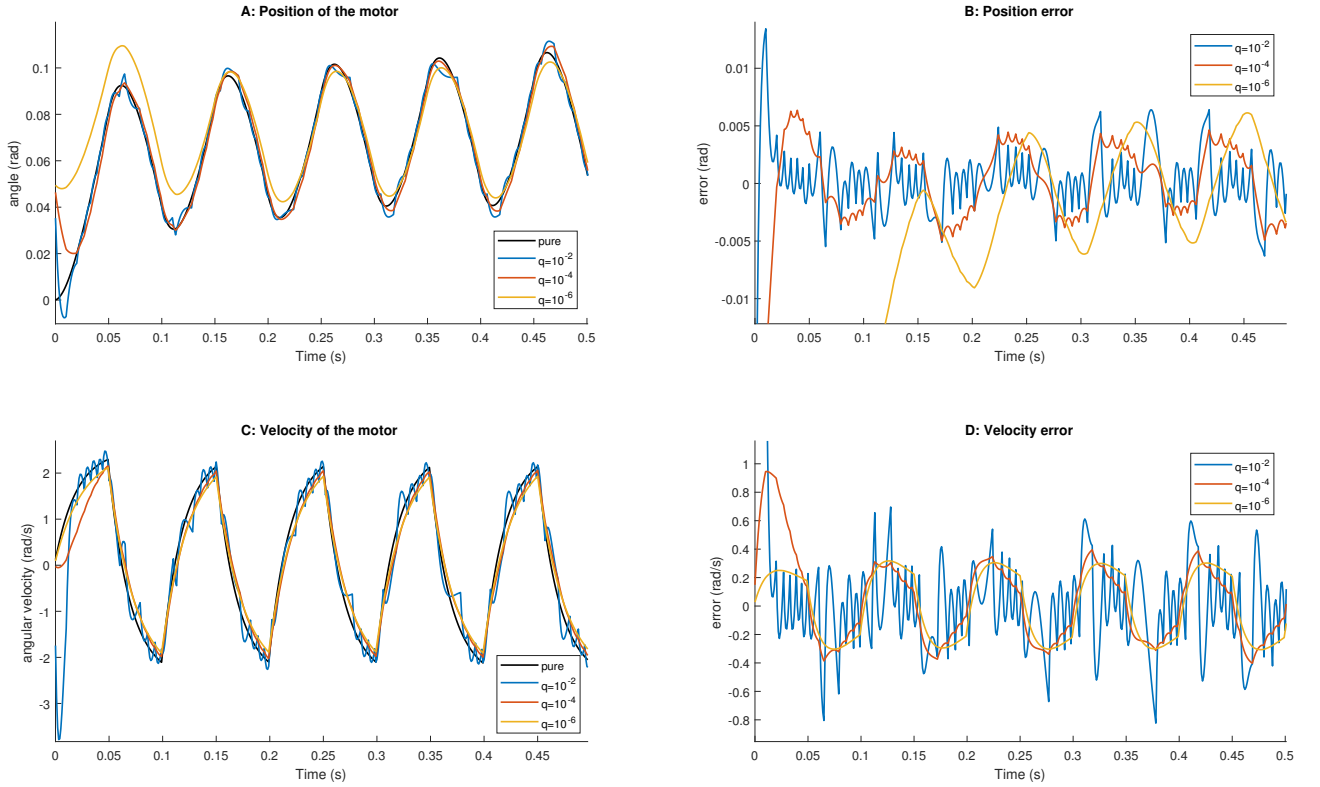 A: Position of the motor
angle (rad)
0.1
0.08
0.06
0.04
0.02
0
pure
q=10^-2
q=10^-4
q=10^-6
0 0.05 0.1 0.15 0.2 0.25 0.3 0.35 0.4 0.45 0.5
Time (s)
B: Position error
error (rad)
0.01
0.005
0
-0.005
-0.01
q=10^-2
q=10^-4
q=10^-6
0 0.05 0.1 0.15 0.2 0.25 0.3 0.35 0.4 0.45
Time (s)
C: Velocity of the motor
angular velocity (rad/s)
2
1
0
-1
-2
-3
pure
q=10^-2
q=10^-4
q=10^-6
0 0.05 0.1 0.15 0.2 0.25 0.3 0.35 0.4 0.45
Time (s)
D: Velocity error
error (rad/s)
1
0.8
0.6
0.4
0.2
0
-0.2
-0.4
-0.6
-0.8
q=10^-2
q=10^-4
q=10^-6
0 0.05 0.1 0.15 0.2 0.25 0.3 0.35 0.4 0.45 0.5
Time (s)